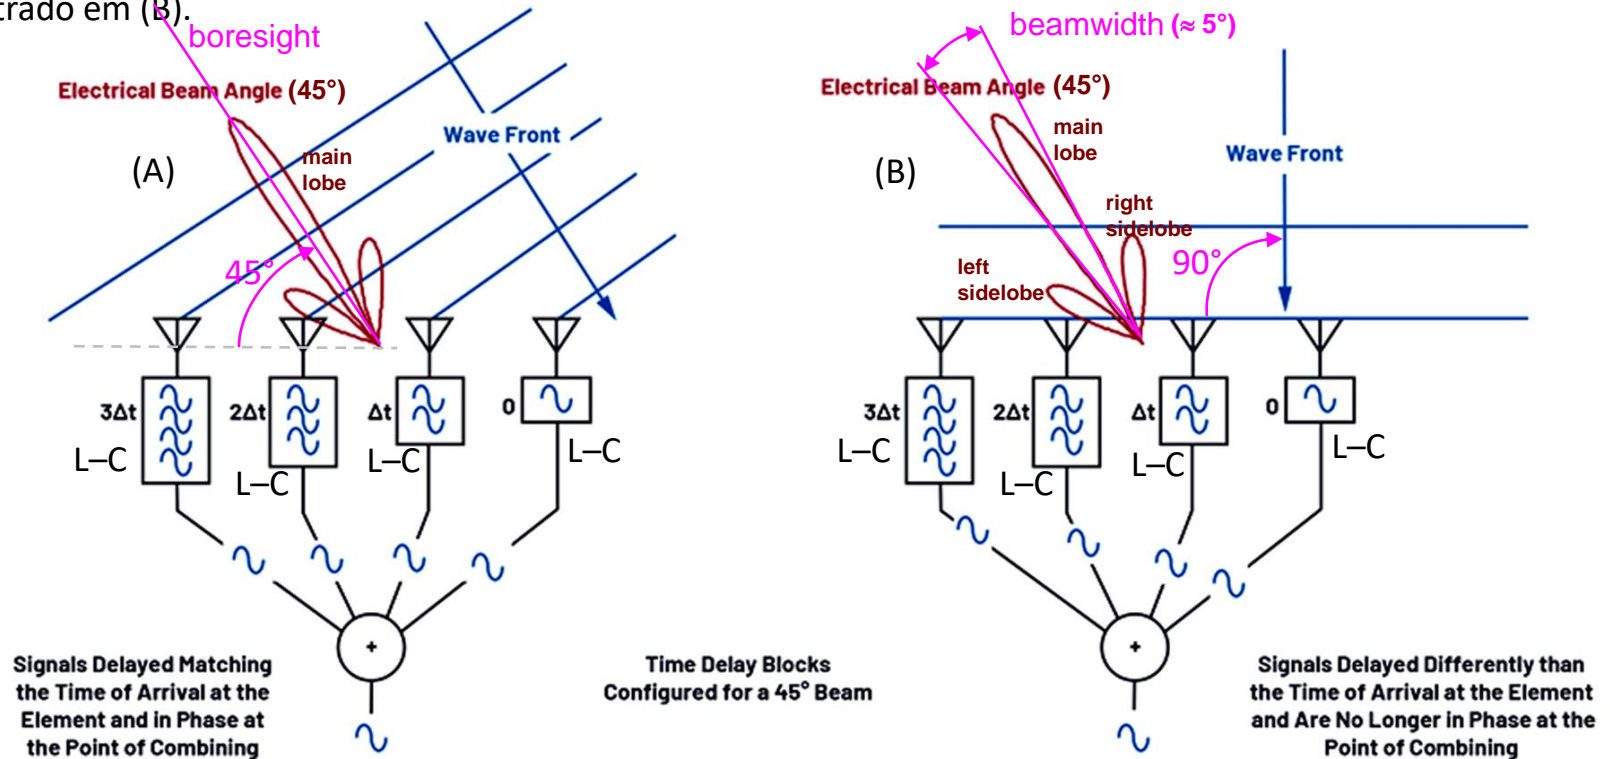 trado em (B).
boresight
Electrical Beam Angle (45°)
Wave Front
main
lobe
(A)
45°
3Δt
2Δt
Δt
0
L–C
L–C
L–C
L–C
+
Signals Delayed Matching
the Time of Arrival at the
Element and in Phase at
the Point of Combining
Time Delay Blocks
Configured for a 45° Beam
beamwidth (≈ 5°)
Electrical Beam Angle (45°)
main
lobe
Wave Front
(B)
right
sidelobe
90°
left
sidelobe
3Δt
2Δt
Δt
0
L–C
L–C
L–C
L–C
+
Signals Delayed Differently than
the Time of Arrival at the Element
and Are No Longer in Phase at the
Point of Combining